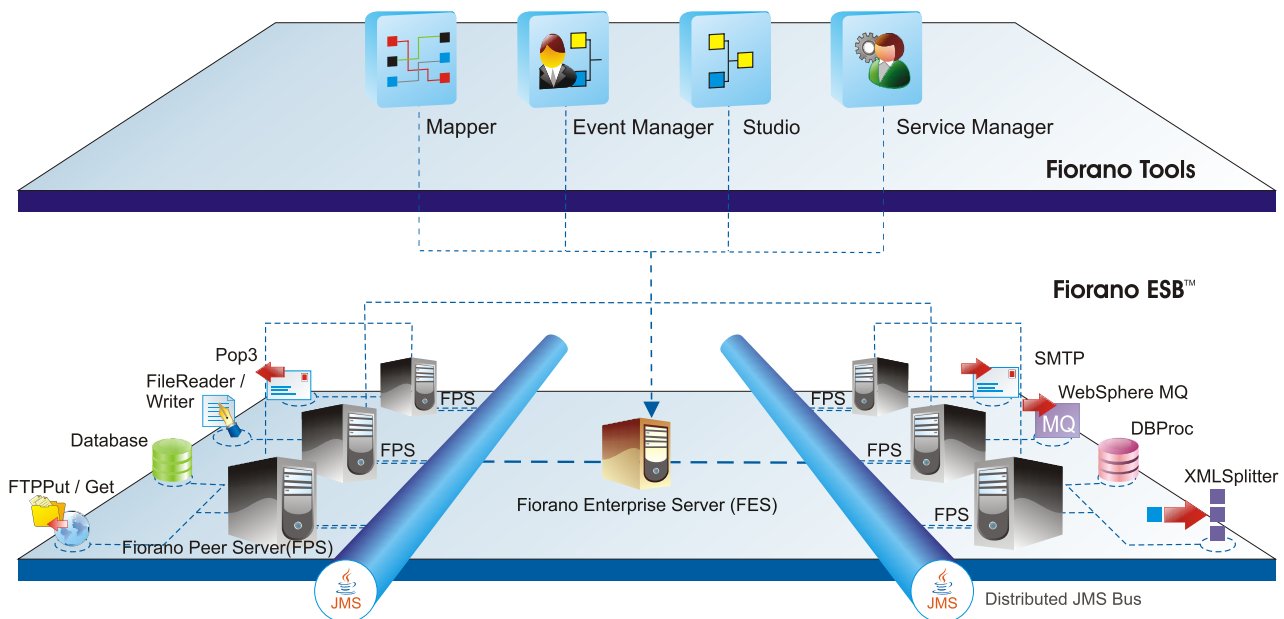 Mapper
Event Manager
Studio
Service Manager
Fiorano Tools
Fiorano ESB™
Pop3
FileReader /
Writer
Database
FTPPut / Get
FPS
FPS
Fiorano Peer Server(FPS)
Fiorano Enterprise Server (FES)
SMTP
WebSphere MQ
MQ
DBProc
XMLSplitter
FPS
FPS
FPS
JMS
JMS
Distributed JMS Bus